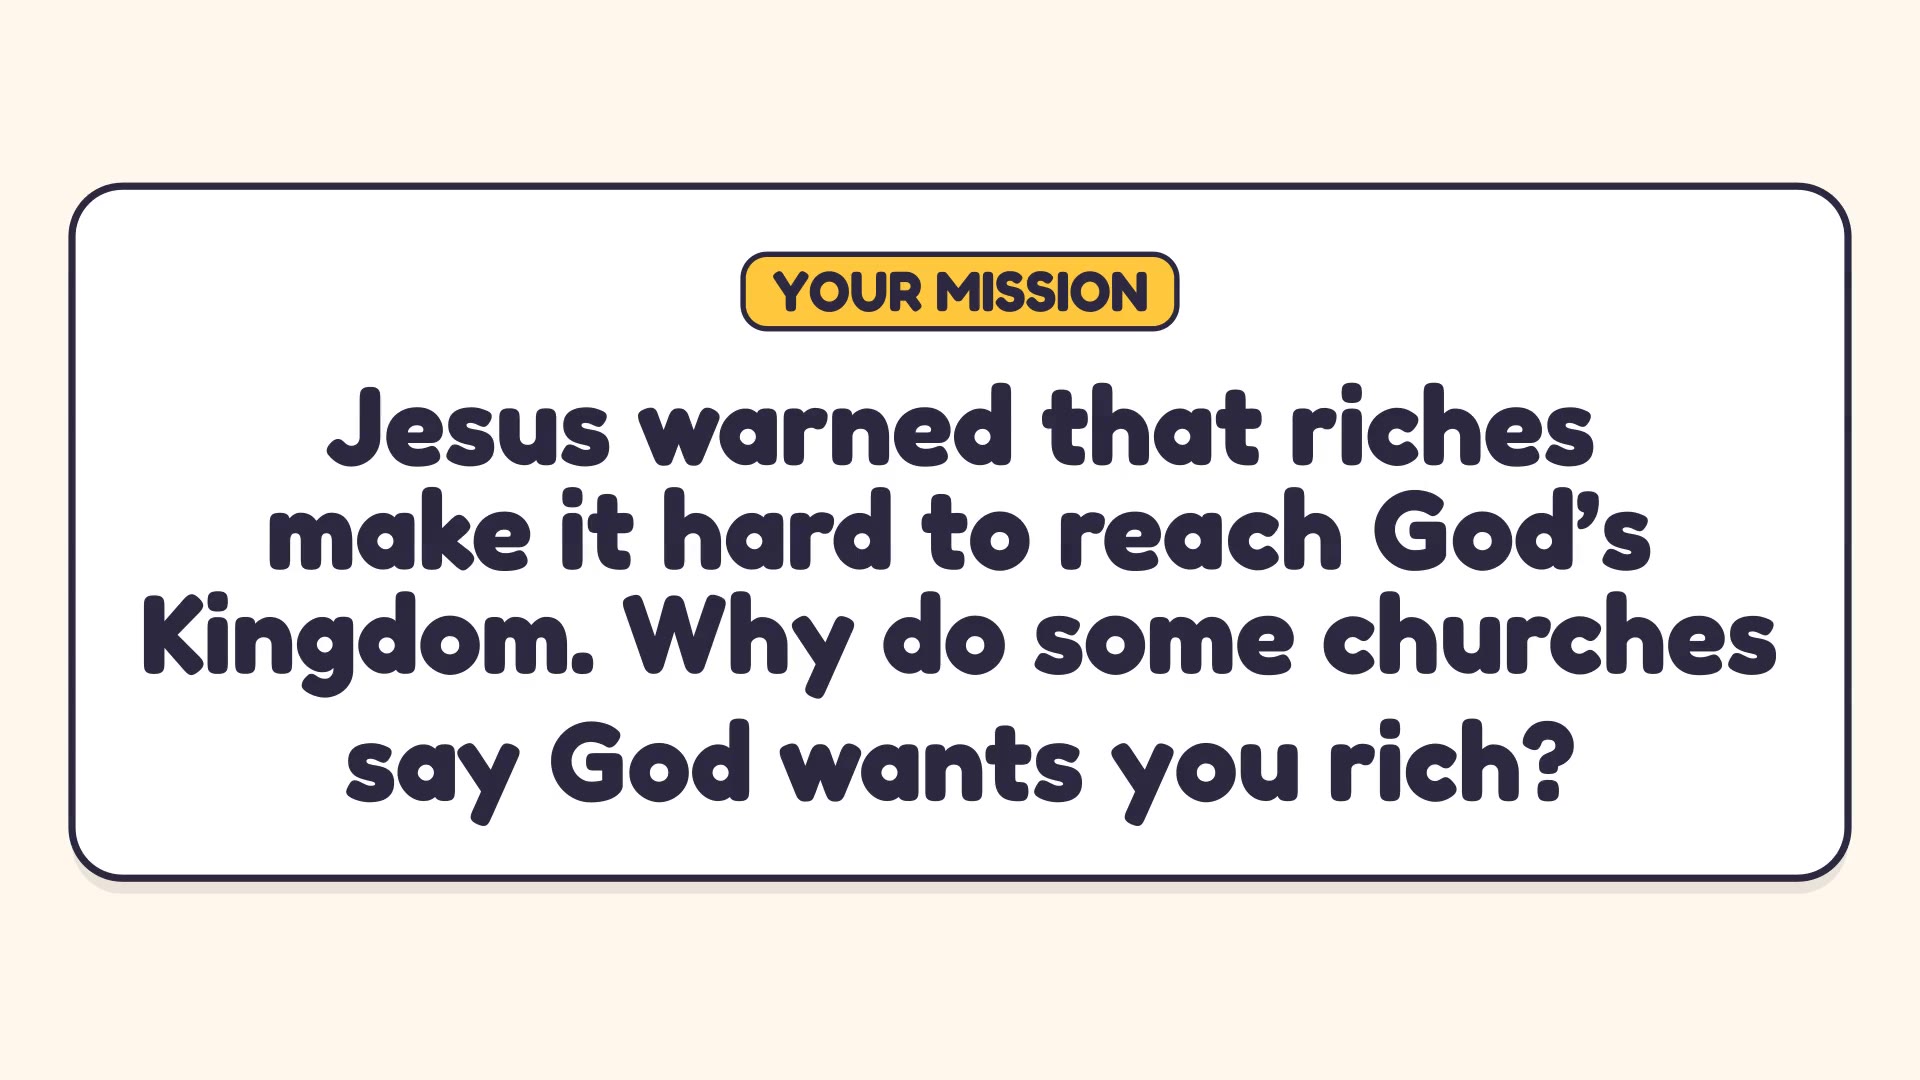 YOUR MISSION
Jesus warned that riches
make it hard to reach God’s
Kingdom. Why do some churches
say God wants you rich?